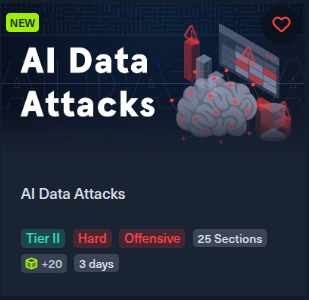 NEW
AI Data
Attacks
AI Data Attacks
Tier II Hard Offensive 25 Sections
+20 3 days